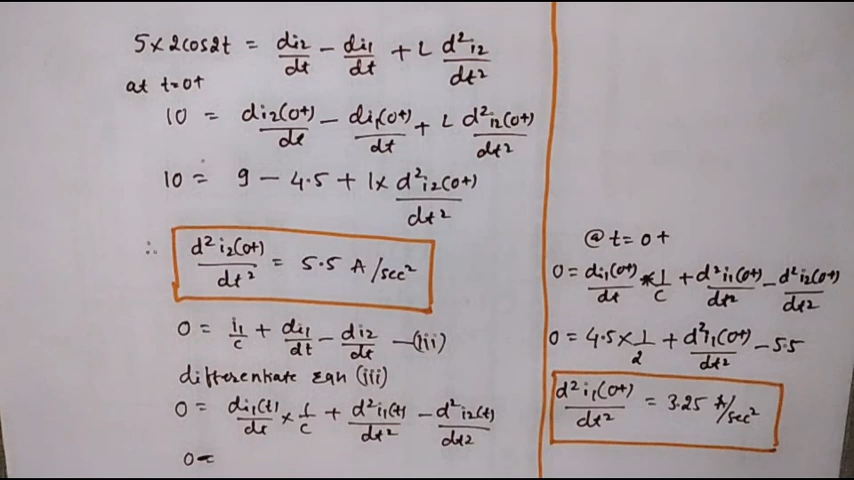 5×2cos2t = di2/dt − di1/dt + L d²i2/dt²
at t=0+
10 = di2(0+)/dt − di1(0+)/dt + L d²i2(0+)/dt²
10 = 9 − 4.5 + 1× d²i2(0+)/dt²
∴ d²i2(0+)/dt² = 5.5 A/sec²
0 = i1/c + di1/dt − di2/dt —(iii)
differentiate eqn (iii)
0 = di1(t)/dt × 1/c + d²i1(t)/dt² − d²i2(t)/dt²
0 =
@ t=0+
0 = di1(0+)/dt × 1/c + d²i1(0+)/dt² − d²i2(0+)/dt²
0 = 4.5 × 1/2 + d²i1(0+)/dt² − 5.5
d²i1(0+)/dt² = 3.25 A/sec²